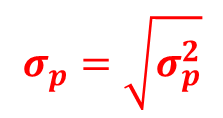 σₚ = √σₚ²